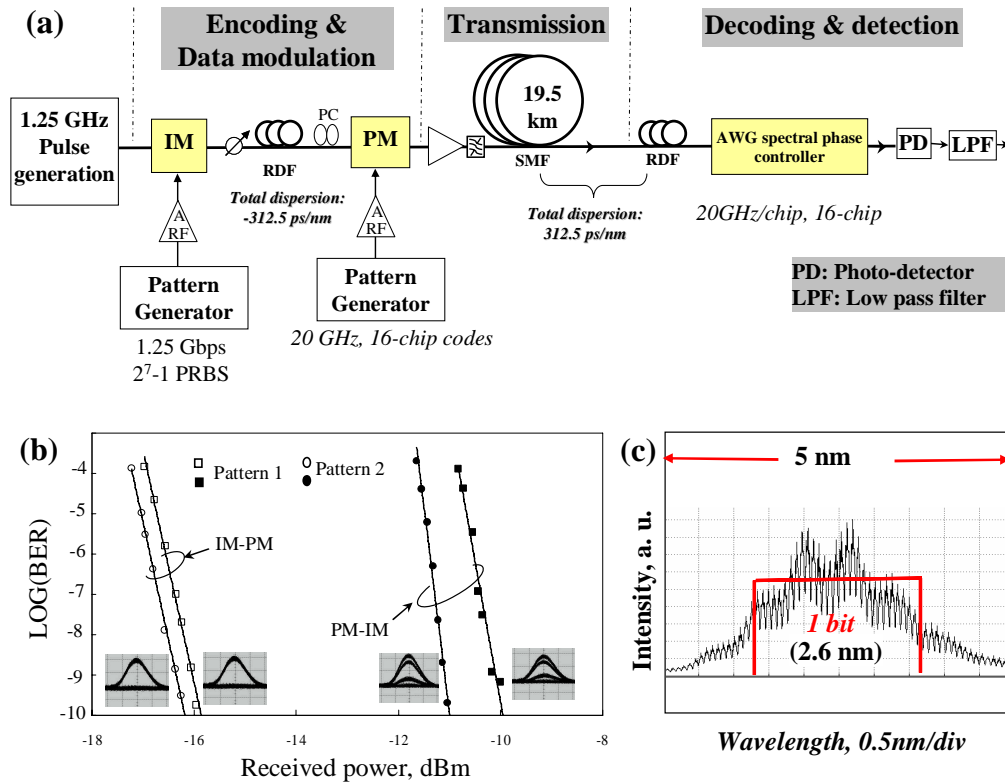 (a)
Encoding &
Data modulation
Transmission
Decoding & detection
1.25 GHz
Pulse
generation
IM
RDF
PC
PM
19.5
km
SMF
RDF
AWG spectral phase
controller
PD
LPF
Total dispersion:
-312.5 ps/nm
Total dispersion:
312.5 ps/nm
20GHz/chip, 16-chip
A
RF
A
RF
Pattern
Generator
Pattern
Generator
PD: Photo-detector
LPF: Low pass filter
1.25 Gbps
2⁷-1 PRBS
20 GHz, 16-chip codes
(b)
LOG(BER)
-4
-5
-6
-7
-8
-9
-10
Pattern 1
Pattern 2
IM-PM
PM-IM
-18
-16
-14
-12
-10
-8
Received power, dBm
(c)
5 nm
Intensity, a. u.
1 bit
(2.6 nm)
Wavelength, 0.5nm/div